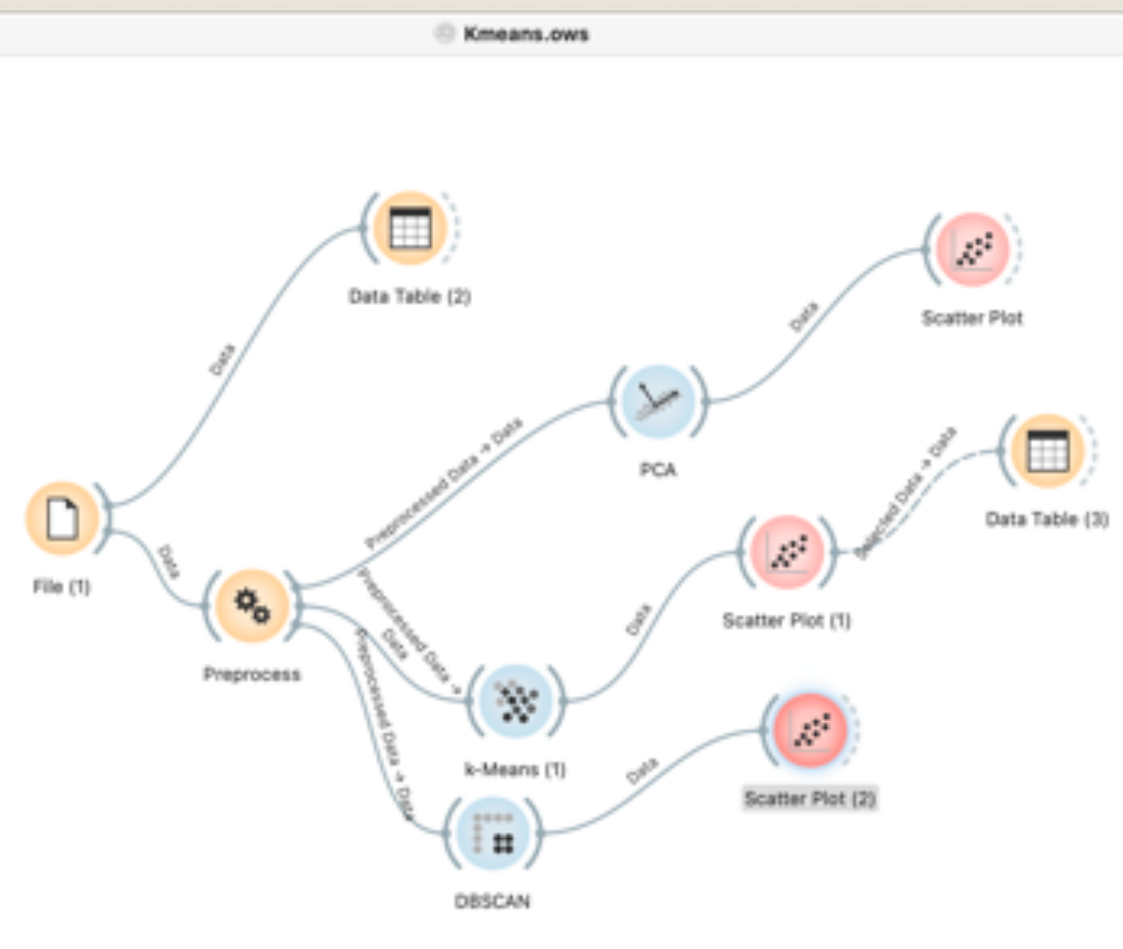 Kmeans.ows
Data Table (2)
Scatter Plot
Data
Data
Preprocessed Data → Data
PCA
Selected Data → Data
Data Table (3)
File (1)
Data
Preprocess
Preprocessed Data →
Data
Data
Scatter Plot (1)
Preprocessed Data → Data
k-Means (1)
Data
Scatter Plot (2)
DBSCAN